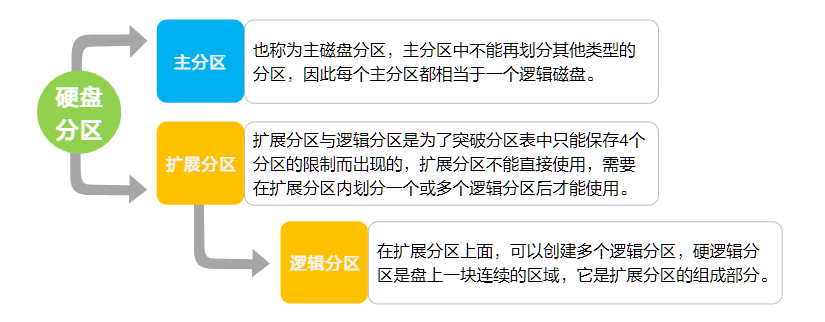 硬盘
分区
主分区
也称为主磁盘分区，主分区中不能再划分其他类型的
分区，因此每个主分区都相当于一个逻辑磁盘。
扩展分区
扩展分区与逻辑分区是为了突破分区表中只能保存4个
分区的限制而出现的，扩展分区不能直接使用，需要
在扩展分区内划分一个或多个逻辑分区后才能使用。
逻辑分区
在扩展分区上面，可以创建多个逻辑分区，硬逻辑分
区是盘上一块连续的区域，它是扩展分区的组成部分。